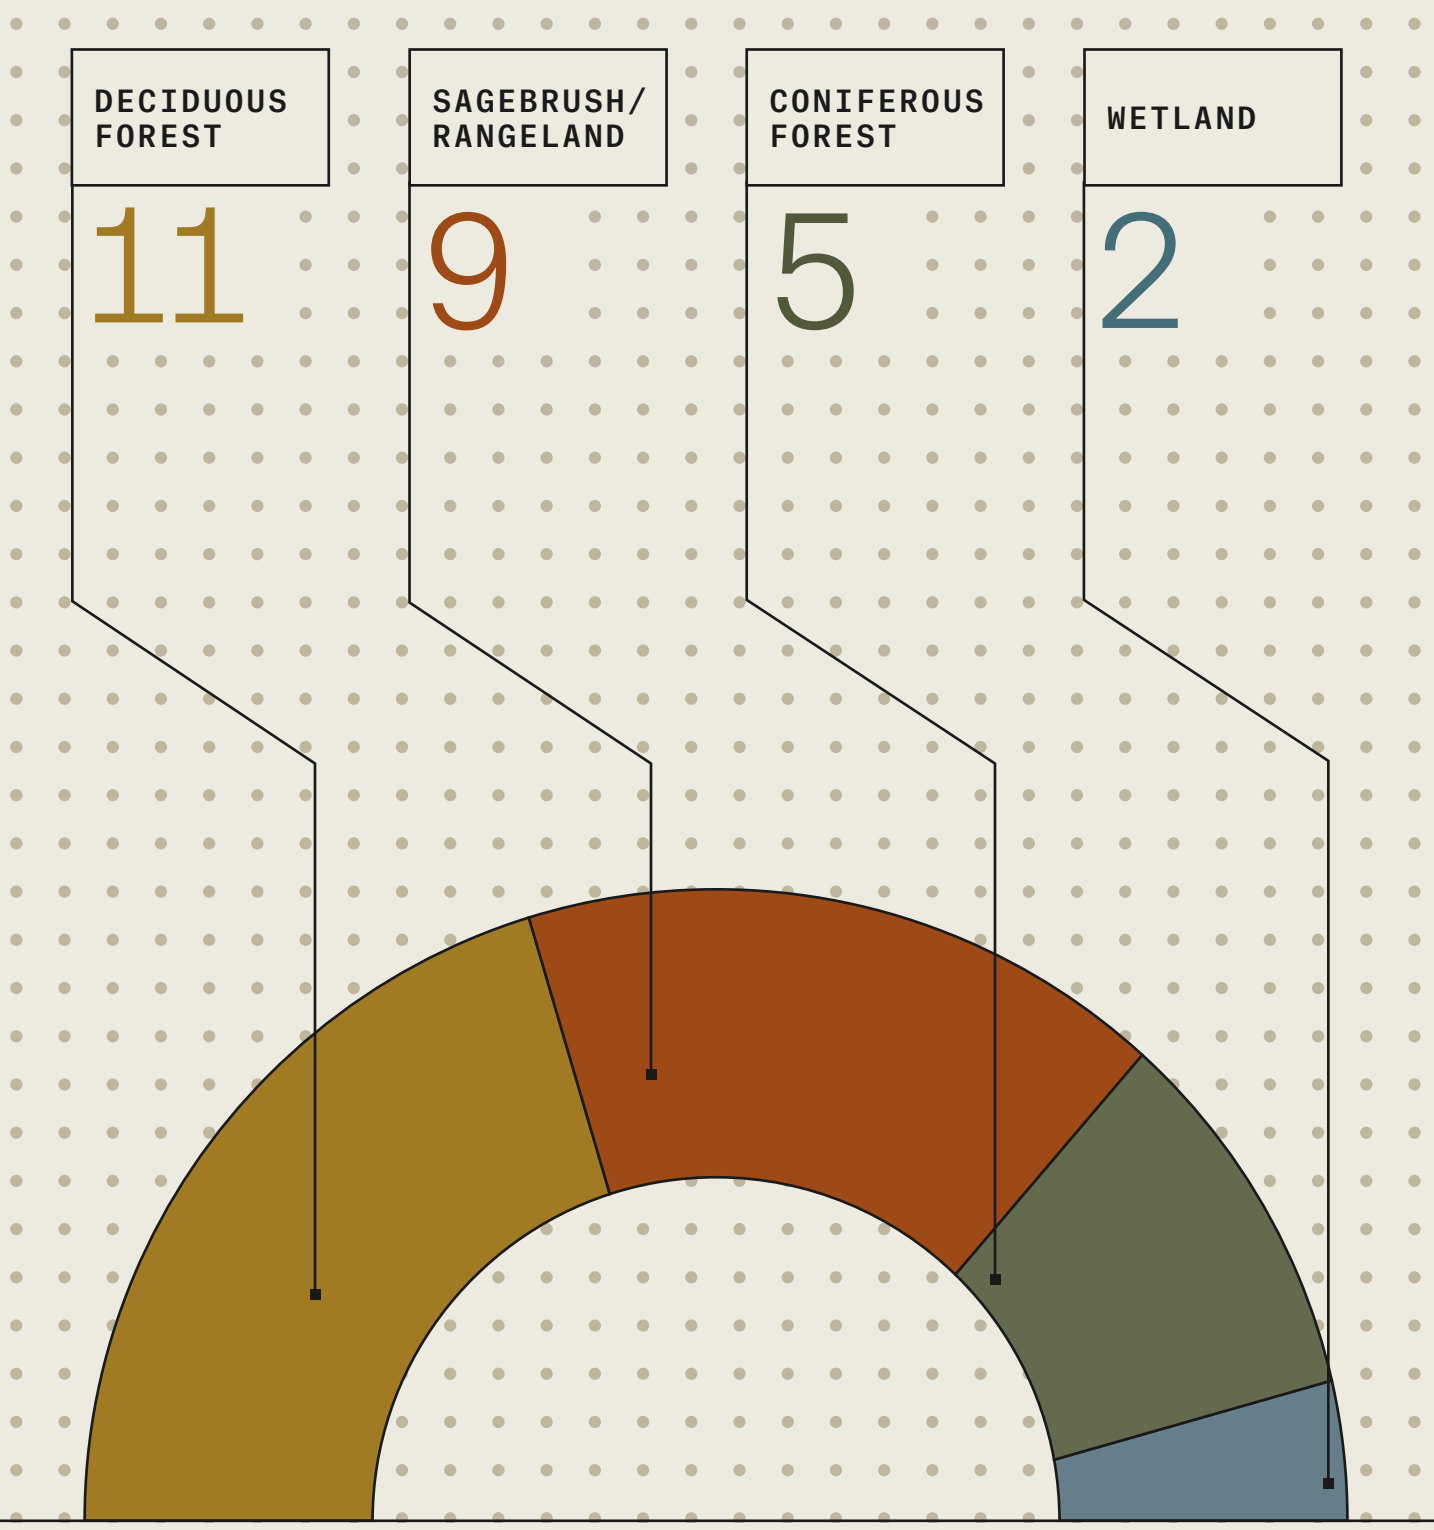 DECIDUOUS
FOREST
11
SAGEBRUSH/
RANGELAND
9
CONIFEROUS
FOREST
5
WETLAND
2